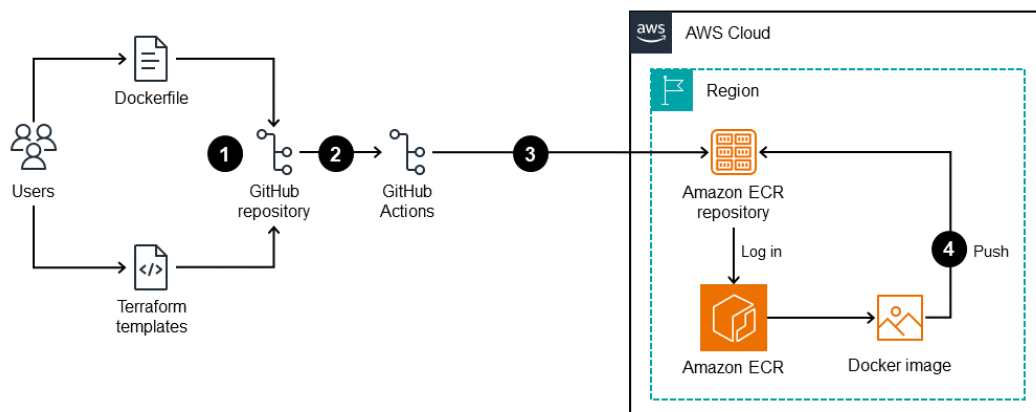 aws
AWS Cloud
Region
Dockerfile
Users
1
2
3
GitHub
repository
GitHub
Actions
Amazon ECR
repository
Log in
4
Push
</>
Terraform
templates
Amazon ECR
Docker image